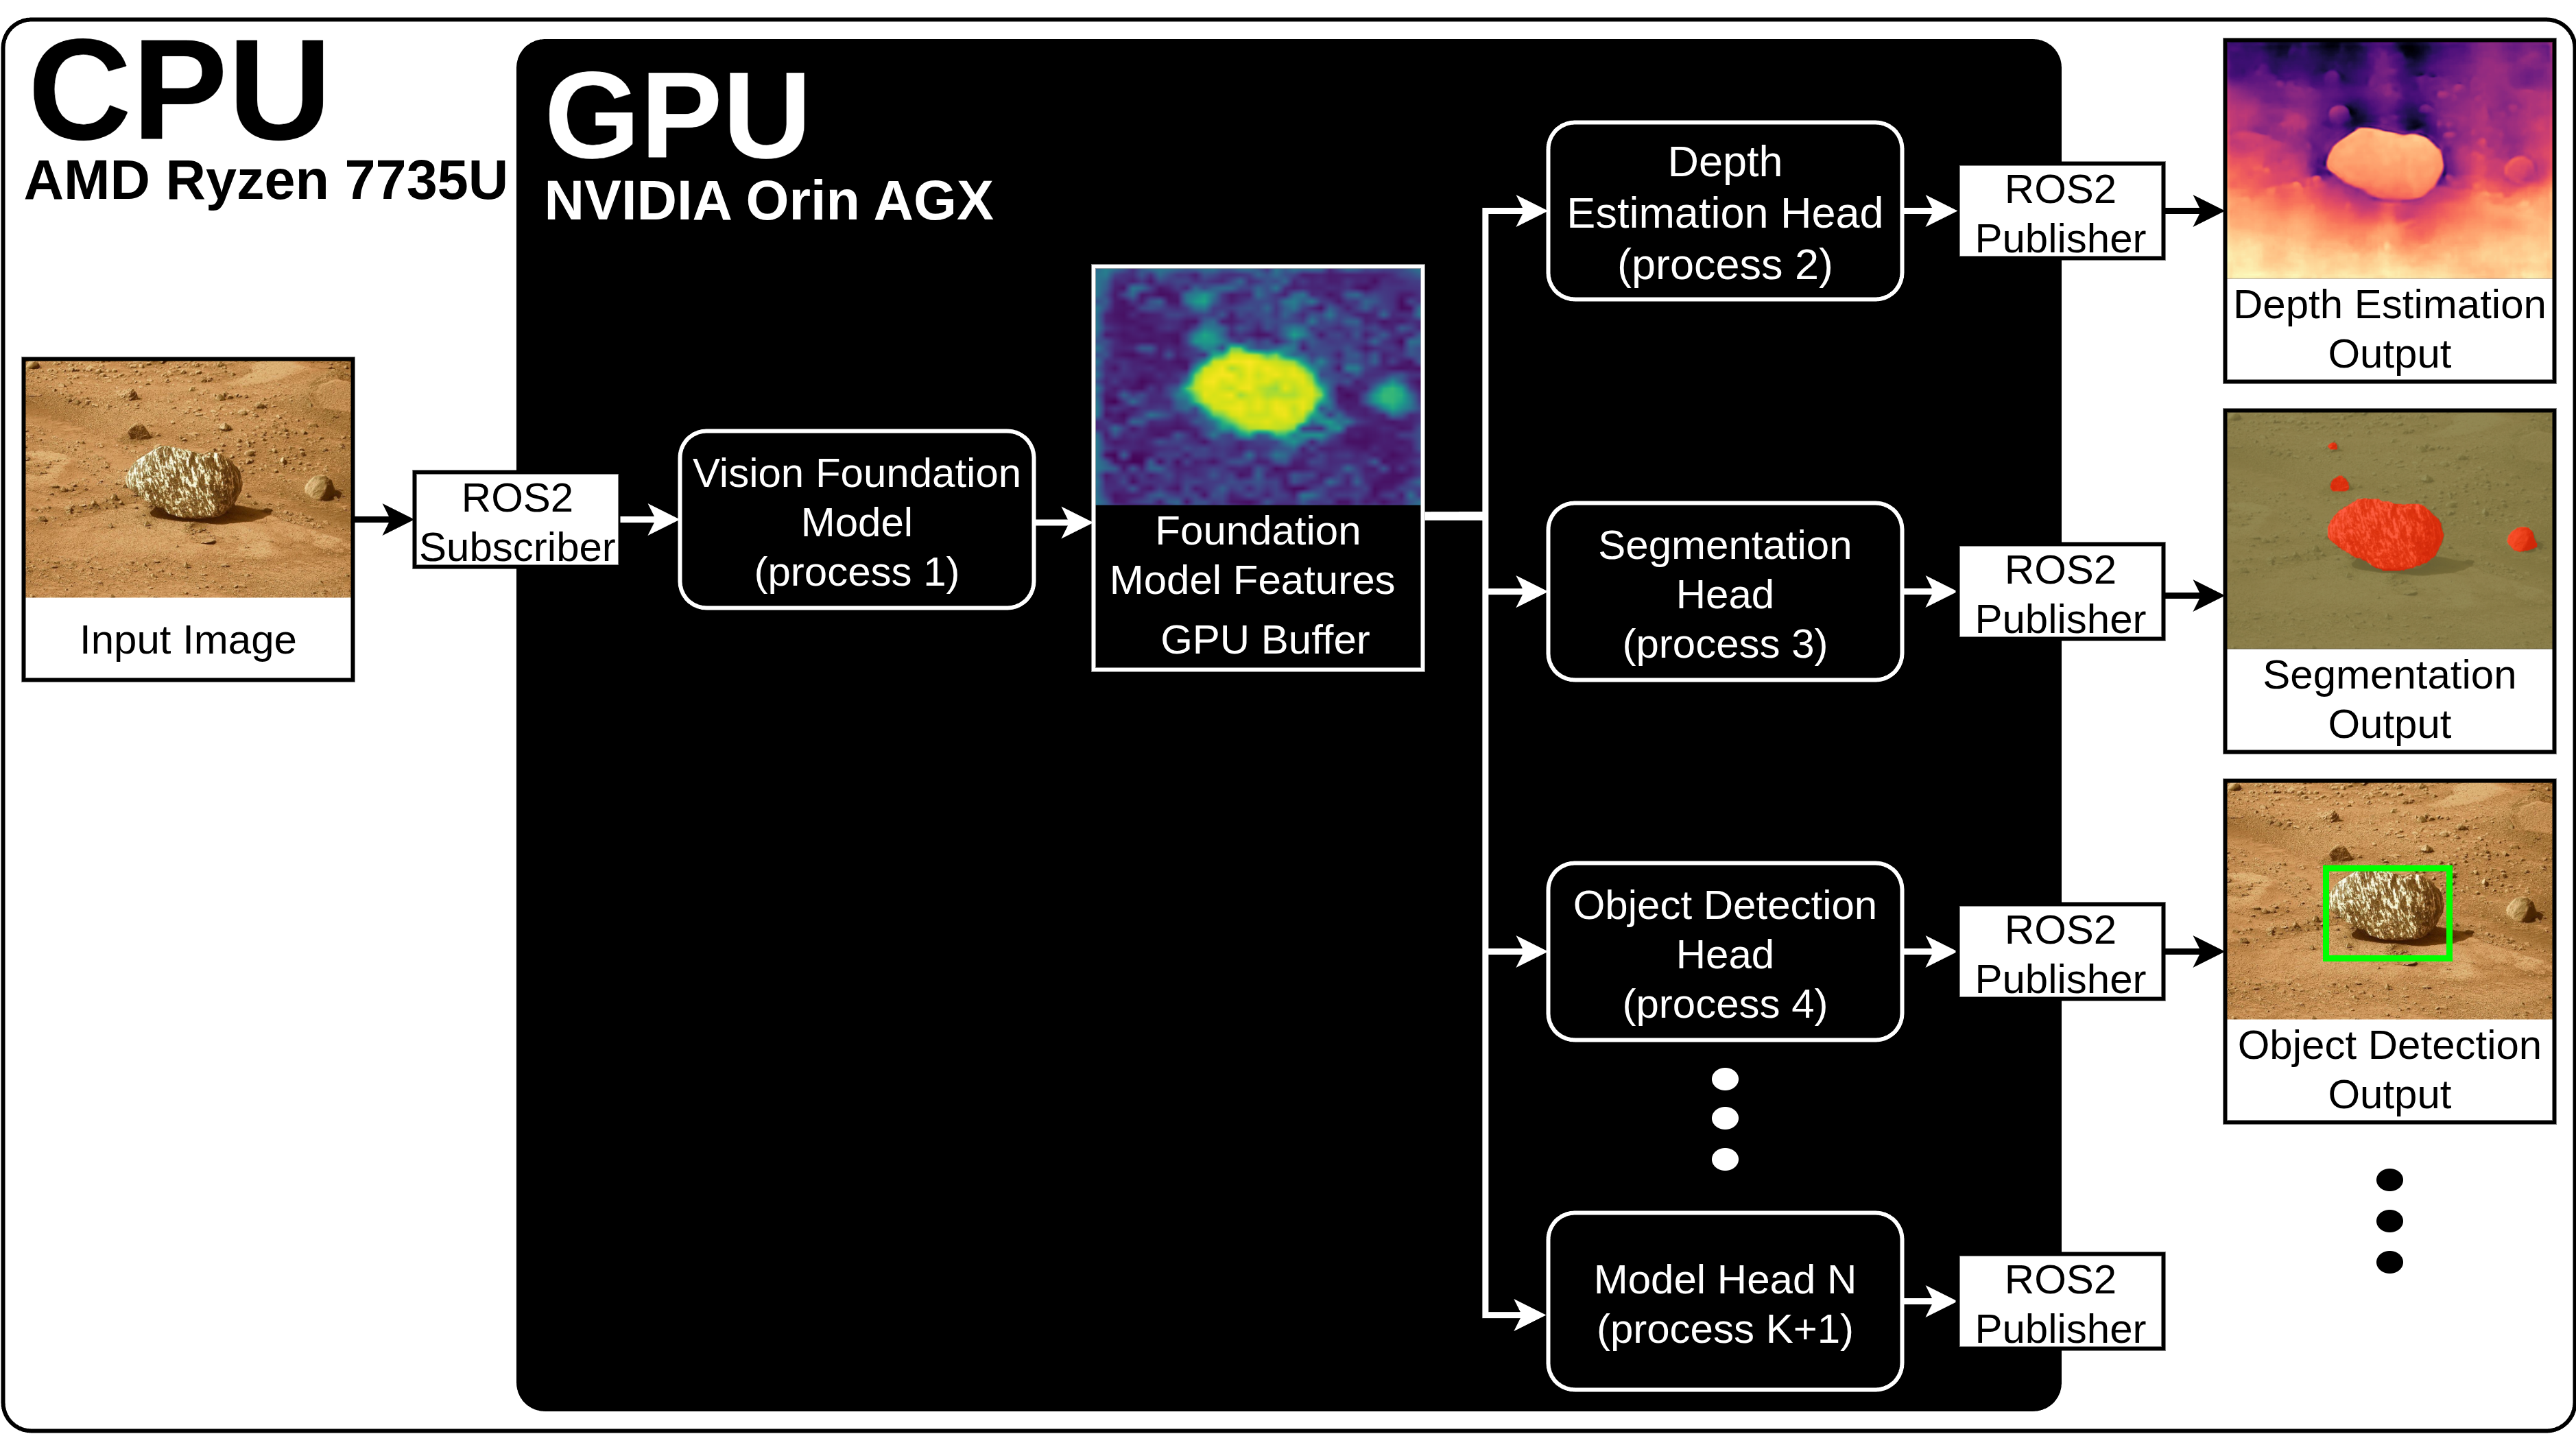 CPU
AMD Ryzen 7735U
GPU
NVIDIA Orin AGX
Input Image
ROS2
Subscriber
Vision Foundation
Model
(process 1)
Foundation
Model Features
GPU Buffer
Depth
Estimation Head
(process 2)
ROS2
Publisher
Depth Estimation
Output
Segmentation
Head
(process 3)
ROS2
Publisher
Segmentation
Output
Object Detection
Head
(process 4)
ROS2
Publisher
Object Detection
Output
Model Head N
(process K+1)
ROS2
Publisher